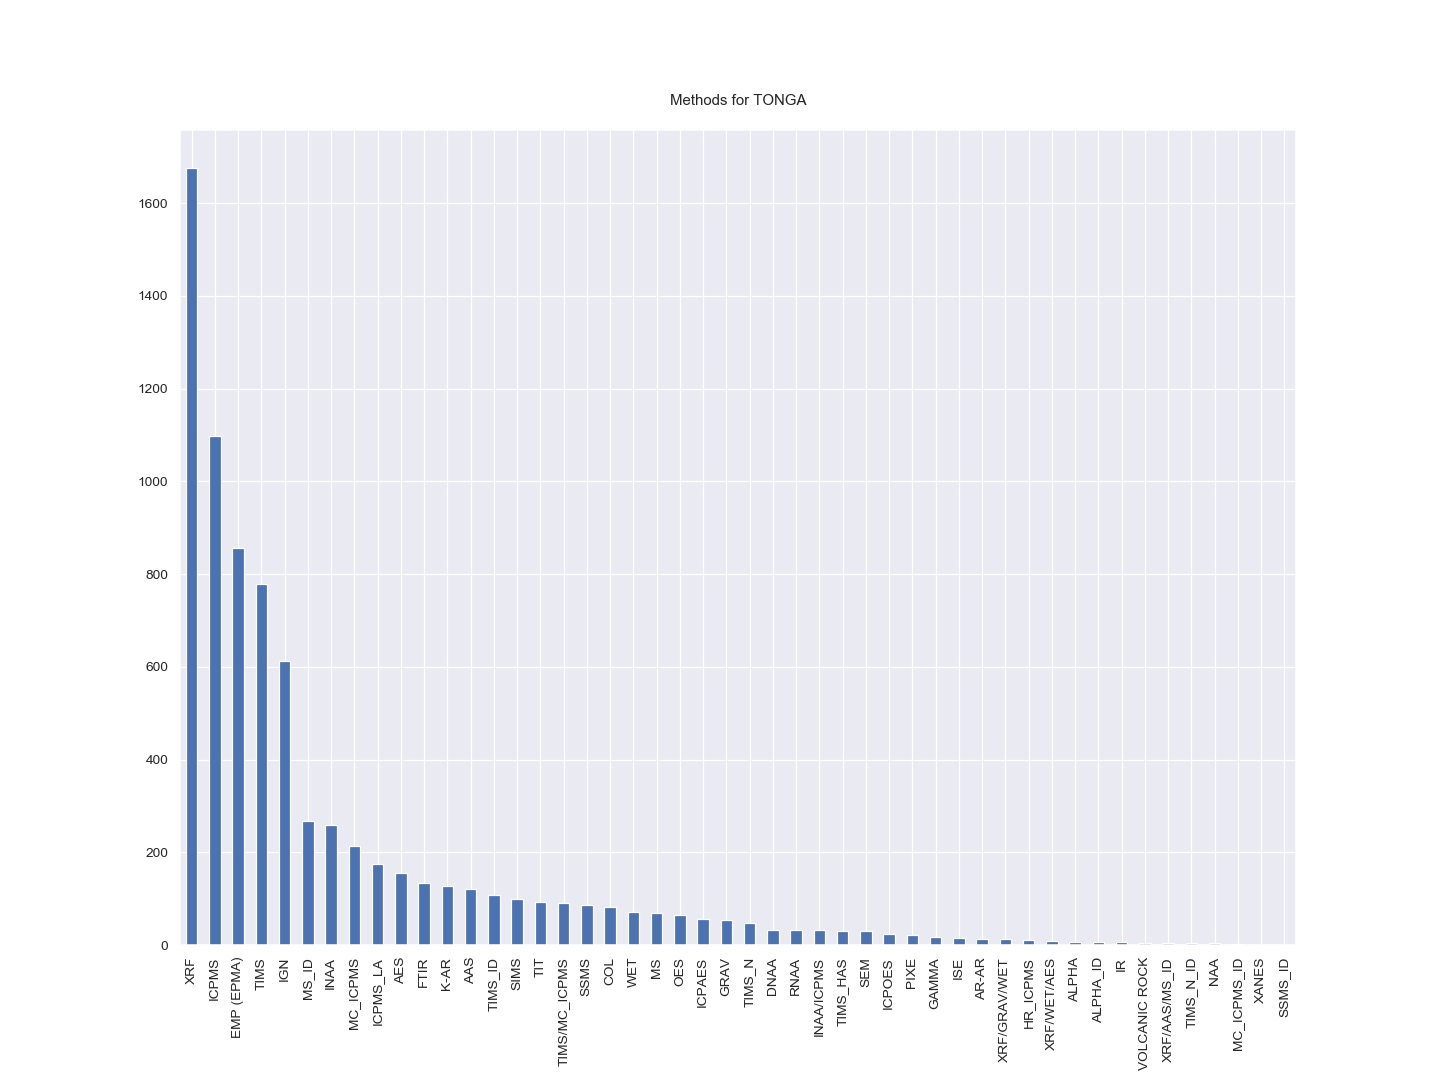 Methods for TONGA
1600
1400
1200
1000
800
600
400
200
0
XRF
ICPMS
EMP (EPMA)
TIMS
IGN
MS_ID
INAA
MC_ICPMS
ICPMS_LA
AES
FTIR
K-AR
AAS
TIMS_ID
SIMS
TIT
TIMS/MC_ICPMS
SSMS
COL
WET
MS
OES
ICPAES
GRAV
TIMS_N
DNAA
RNAA
INAA/ICPMS
TIMS_HAS
SEM
ICPOES
PIXE
GAMMA
ISE
AR-AR
XRF/GRAV/WET
HR_ICPMS
XRF/WET/AES
ALPHA
ALPHA_ID
IR
VOLCANIC ROCK
XRF/AAS/MS_ID
TIMS_N_ID
NAA
MC_ICPMS_ID
XANES
SSMS_ID